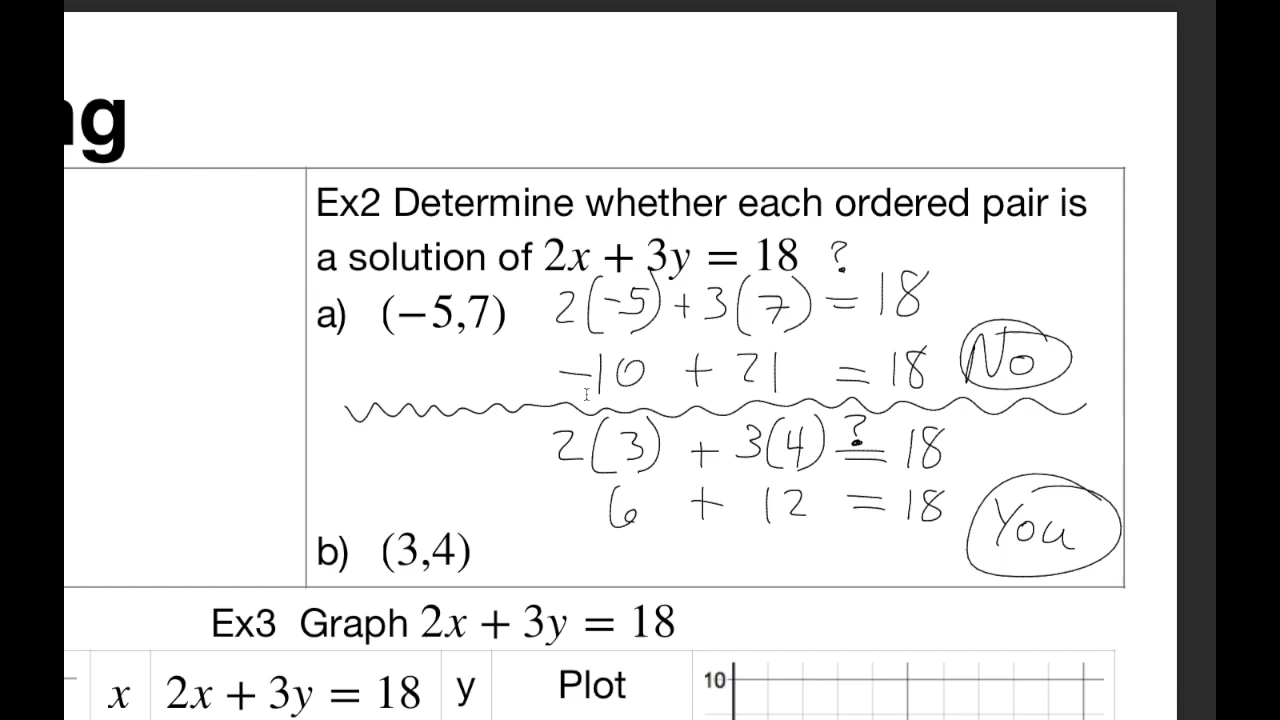 ng
Ex2 Determine whether each ordered pair is
a solution of 2x + 3y = 18 ?
a) (−5,7) 2(-5) + 3(7) = 18
-10 + 21 = 18 No
2(3) + 3(4) ?= 18
6 + 12 = 18 You
b) (3,4)
Ex3 Graph 2x + 3y = 18
x 2x + 3y = 18 y Plot 10